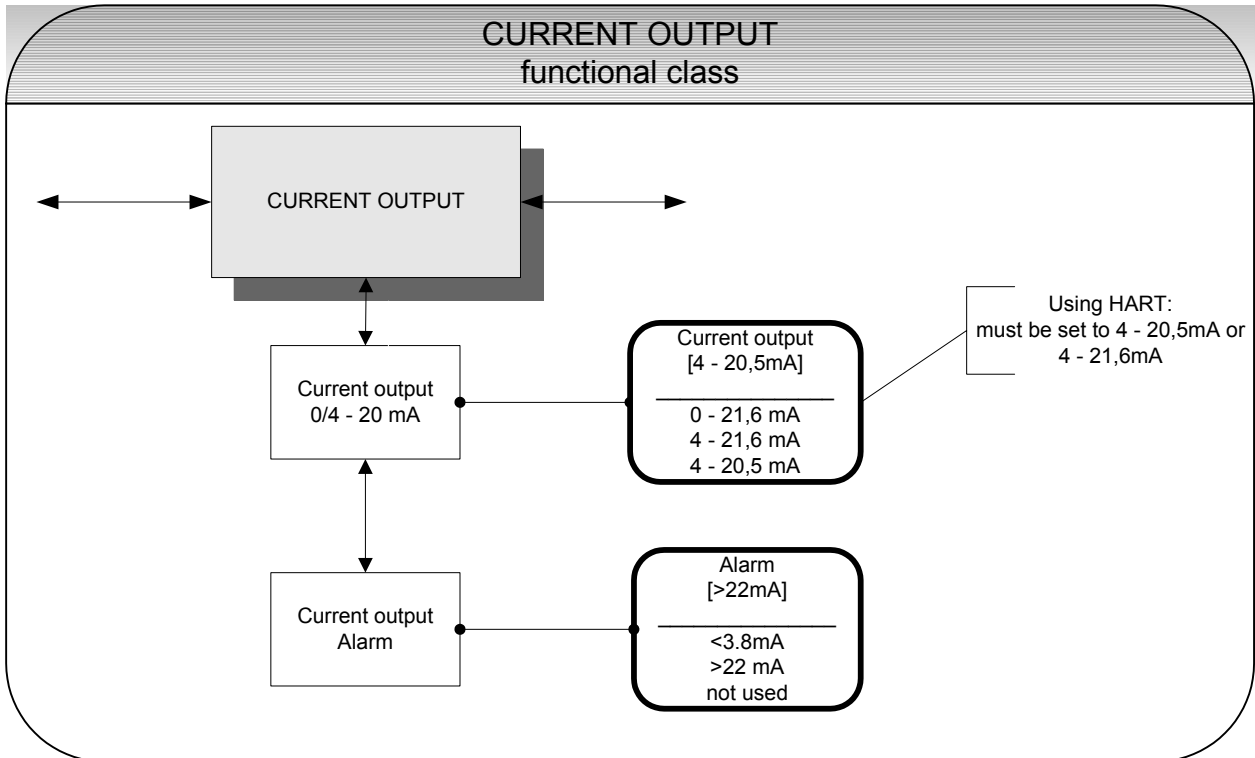 CURRENT OUTPUT
functional class
CURRENT OUTPUT
Current output
0/4 - 20 mA
Current output
[4 - 20,5mA]
0 - 21,6 mA
4 - 21,6 mA
4 - 20,5 mA
Using HART:
must be set to 4 - 20,5mA or
4 - 21,6mA
Current output
Alarm
Alarm
[>22mA]
<3.8mA
>22 mA
not used